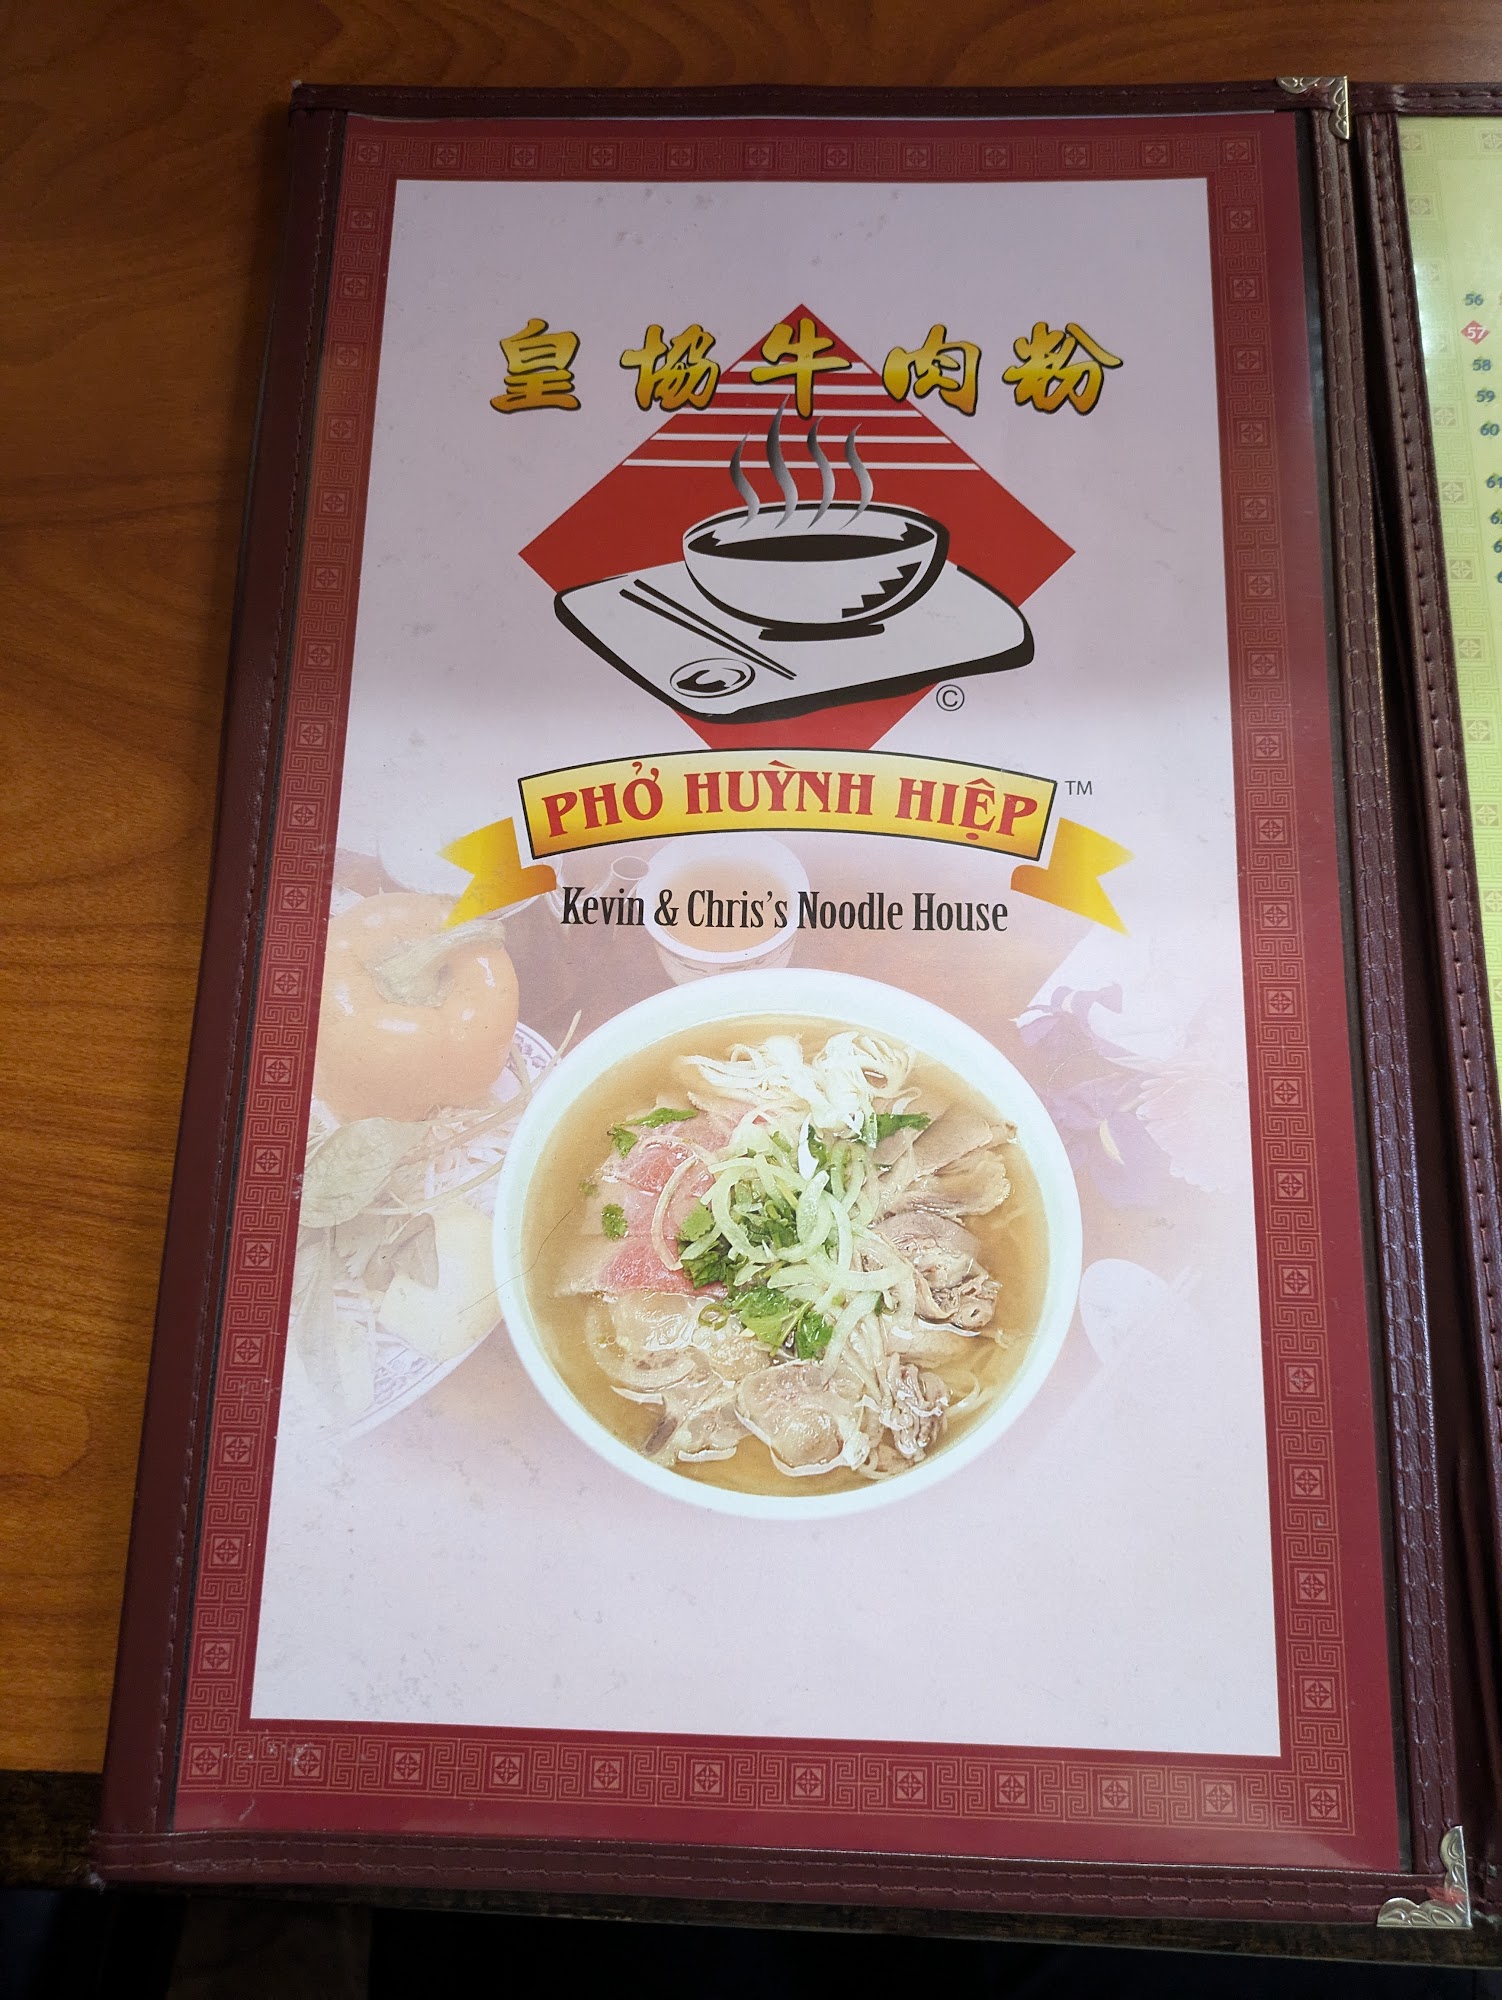 皇協牛肉粉
©
PHỞ HUỲNH HIỆP
TM
Kevin & Chris's Noodle House
56
57
58
59
60